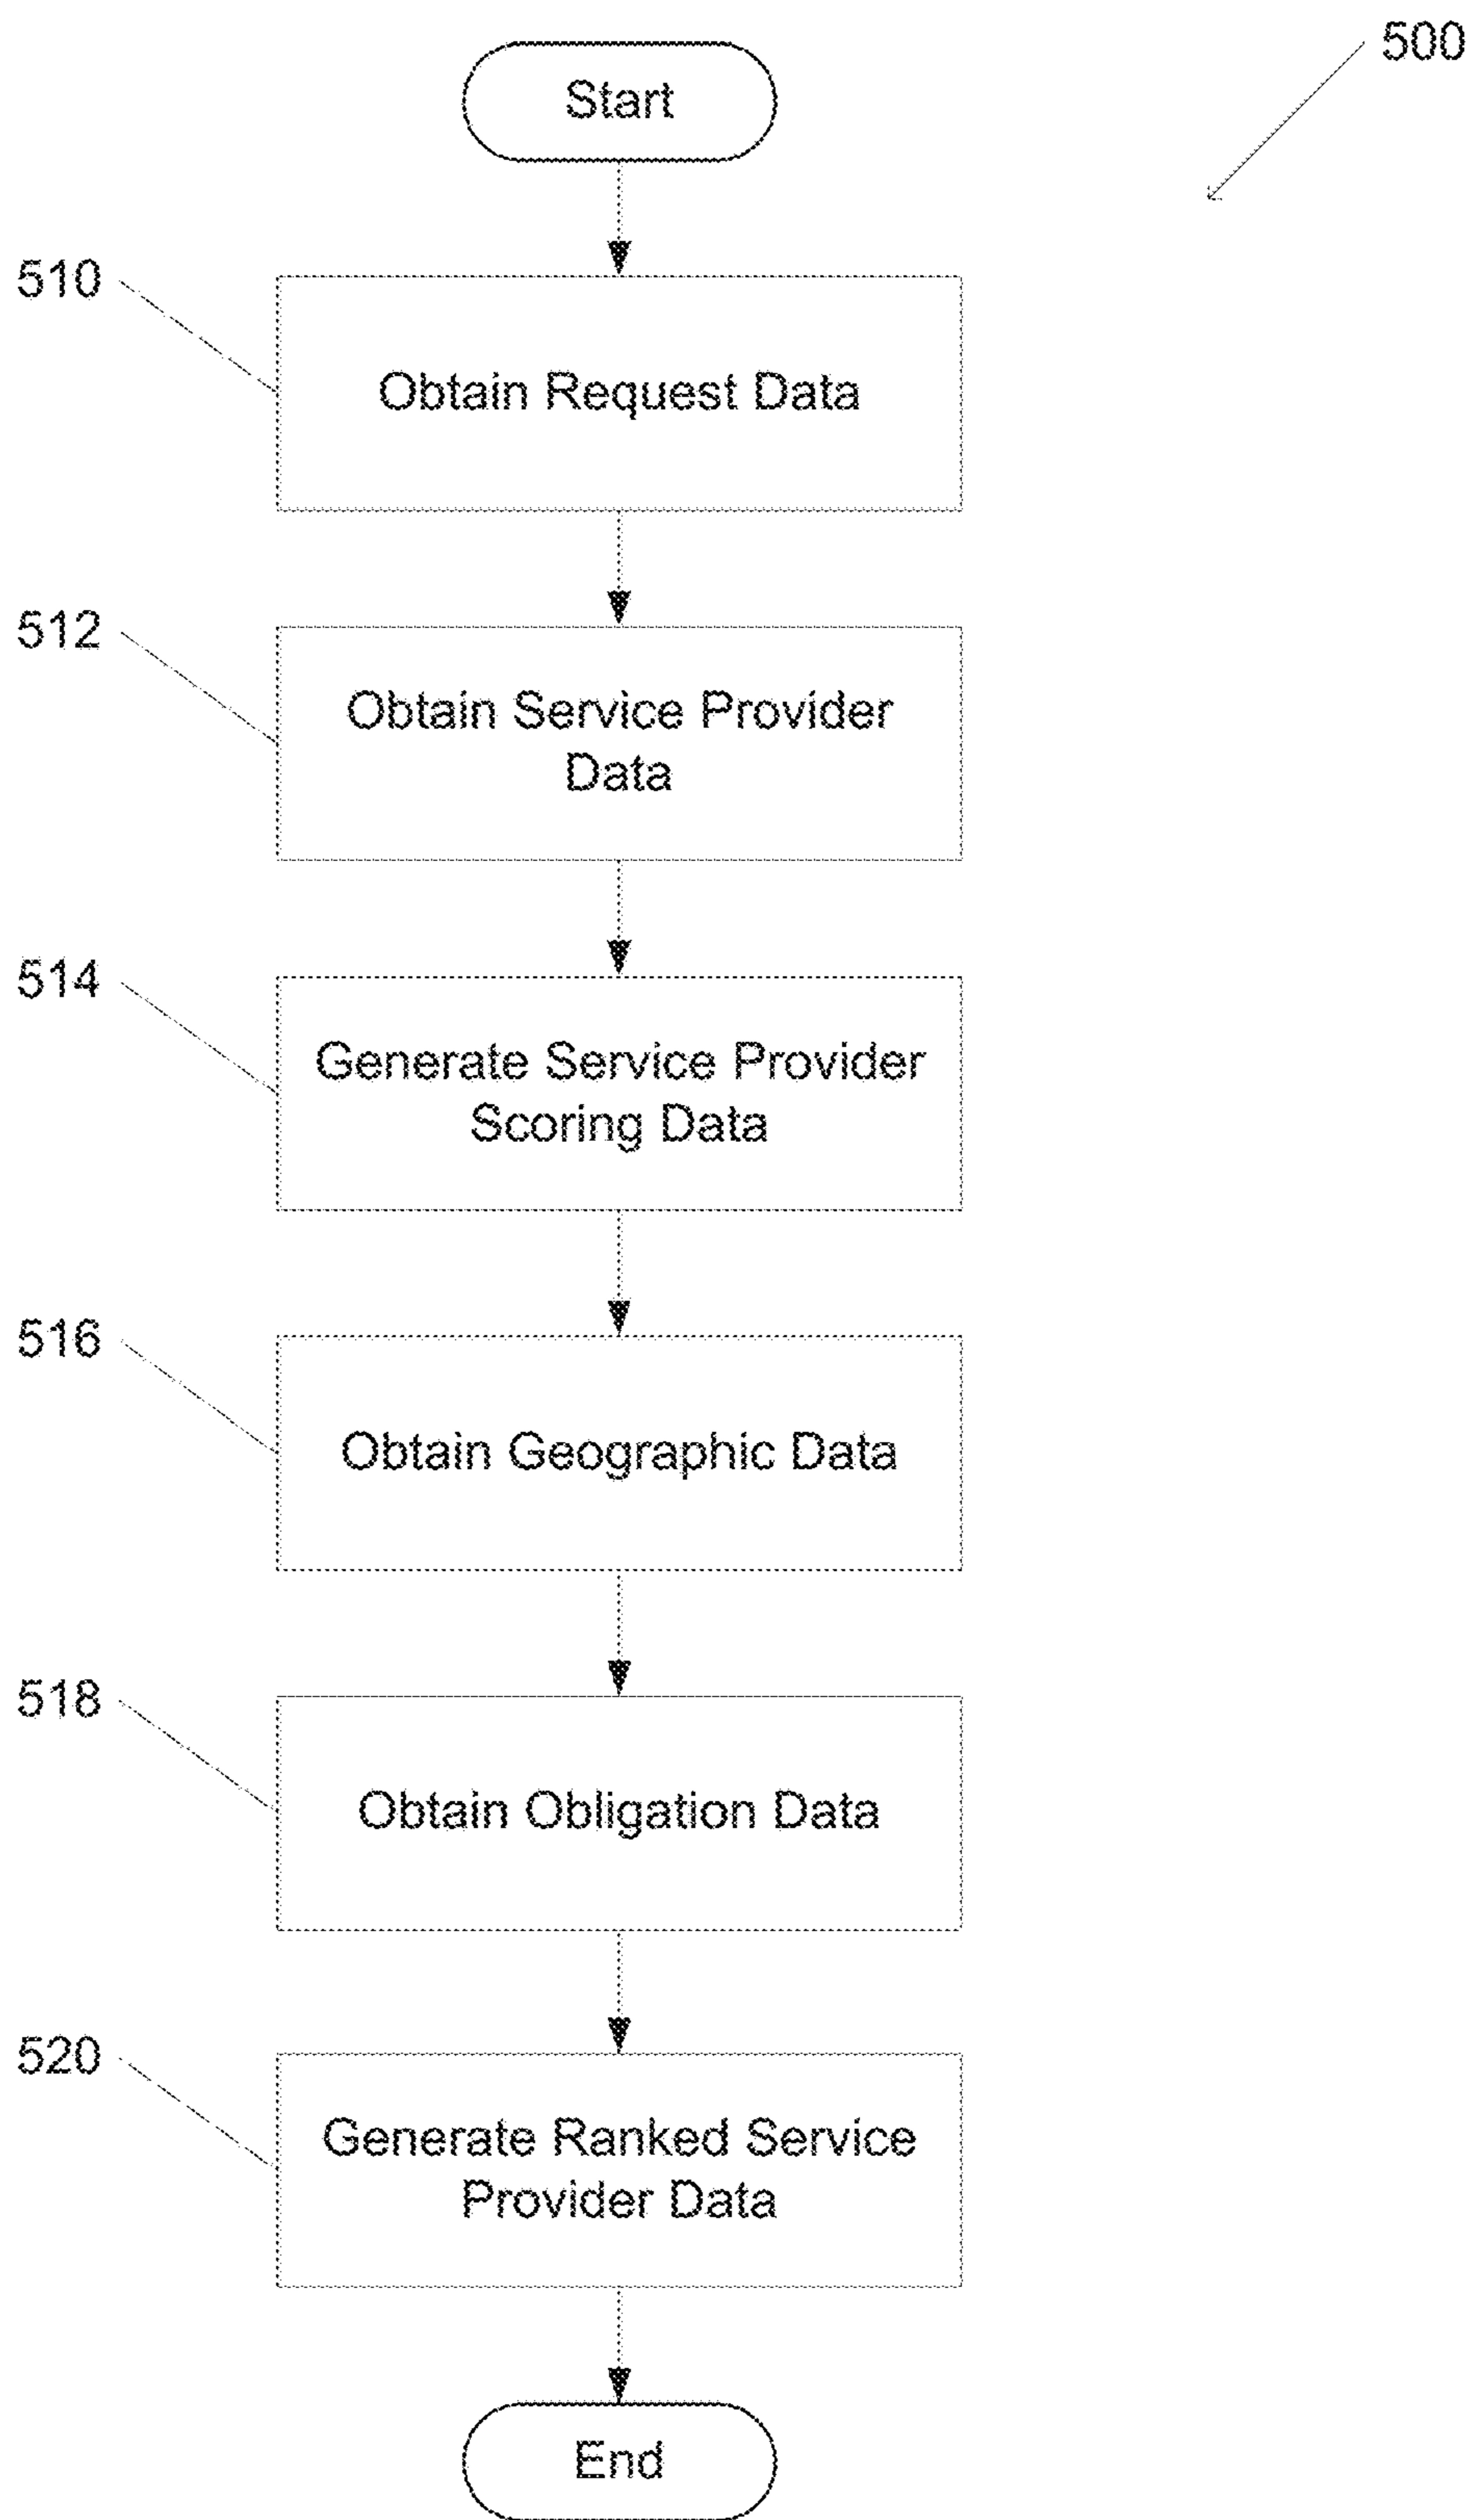 500
Start
510
Obtain Request Data
512
Obtain Service Provider
Data
514
Generate Service Provider
Scoring Data
516
Obtain Geographic Data
518
Obtain Obligation Data
520
Generate Ranked Service
Provider Data
End